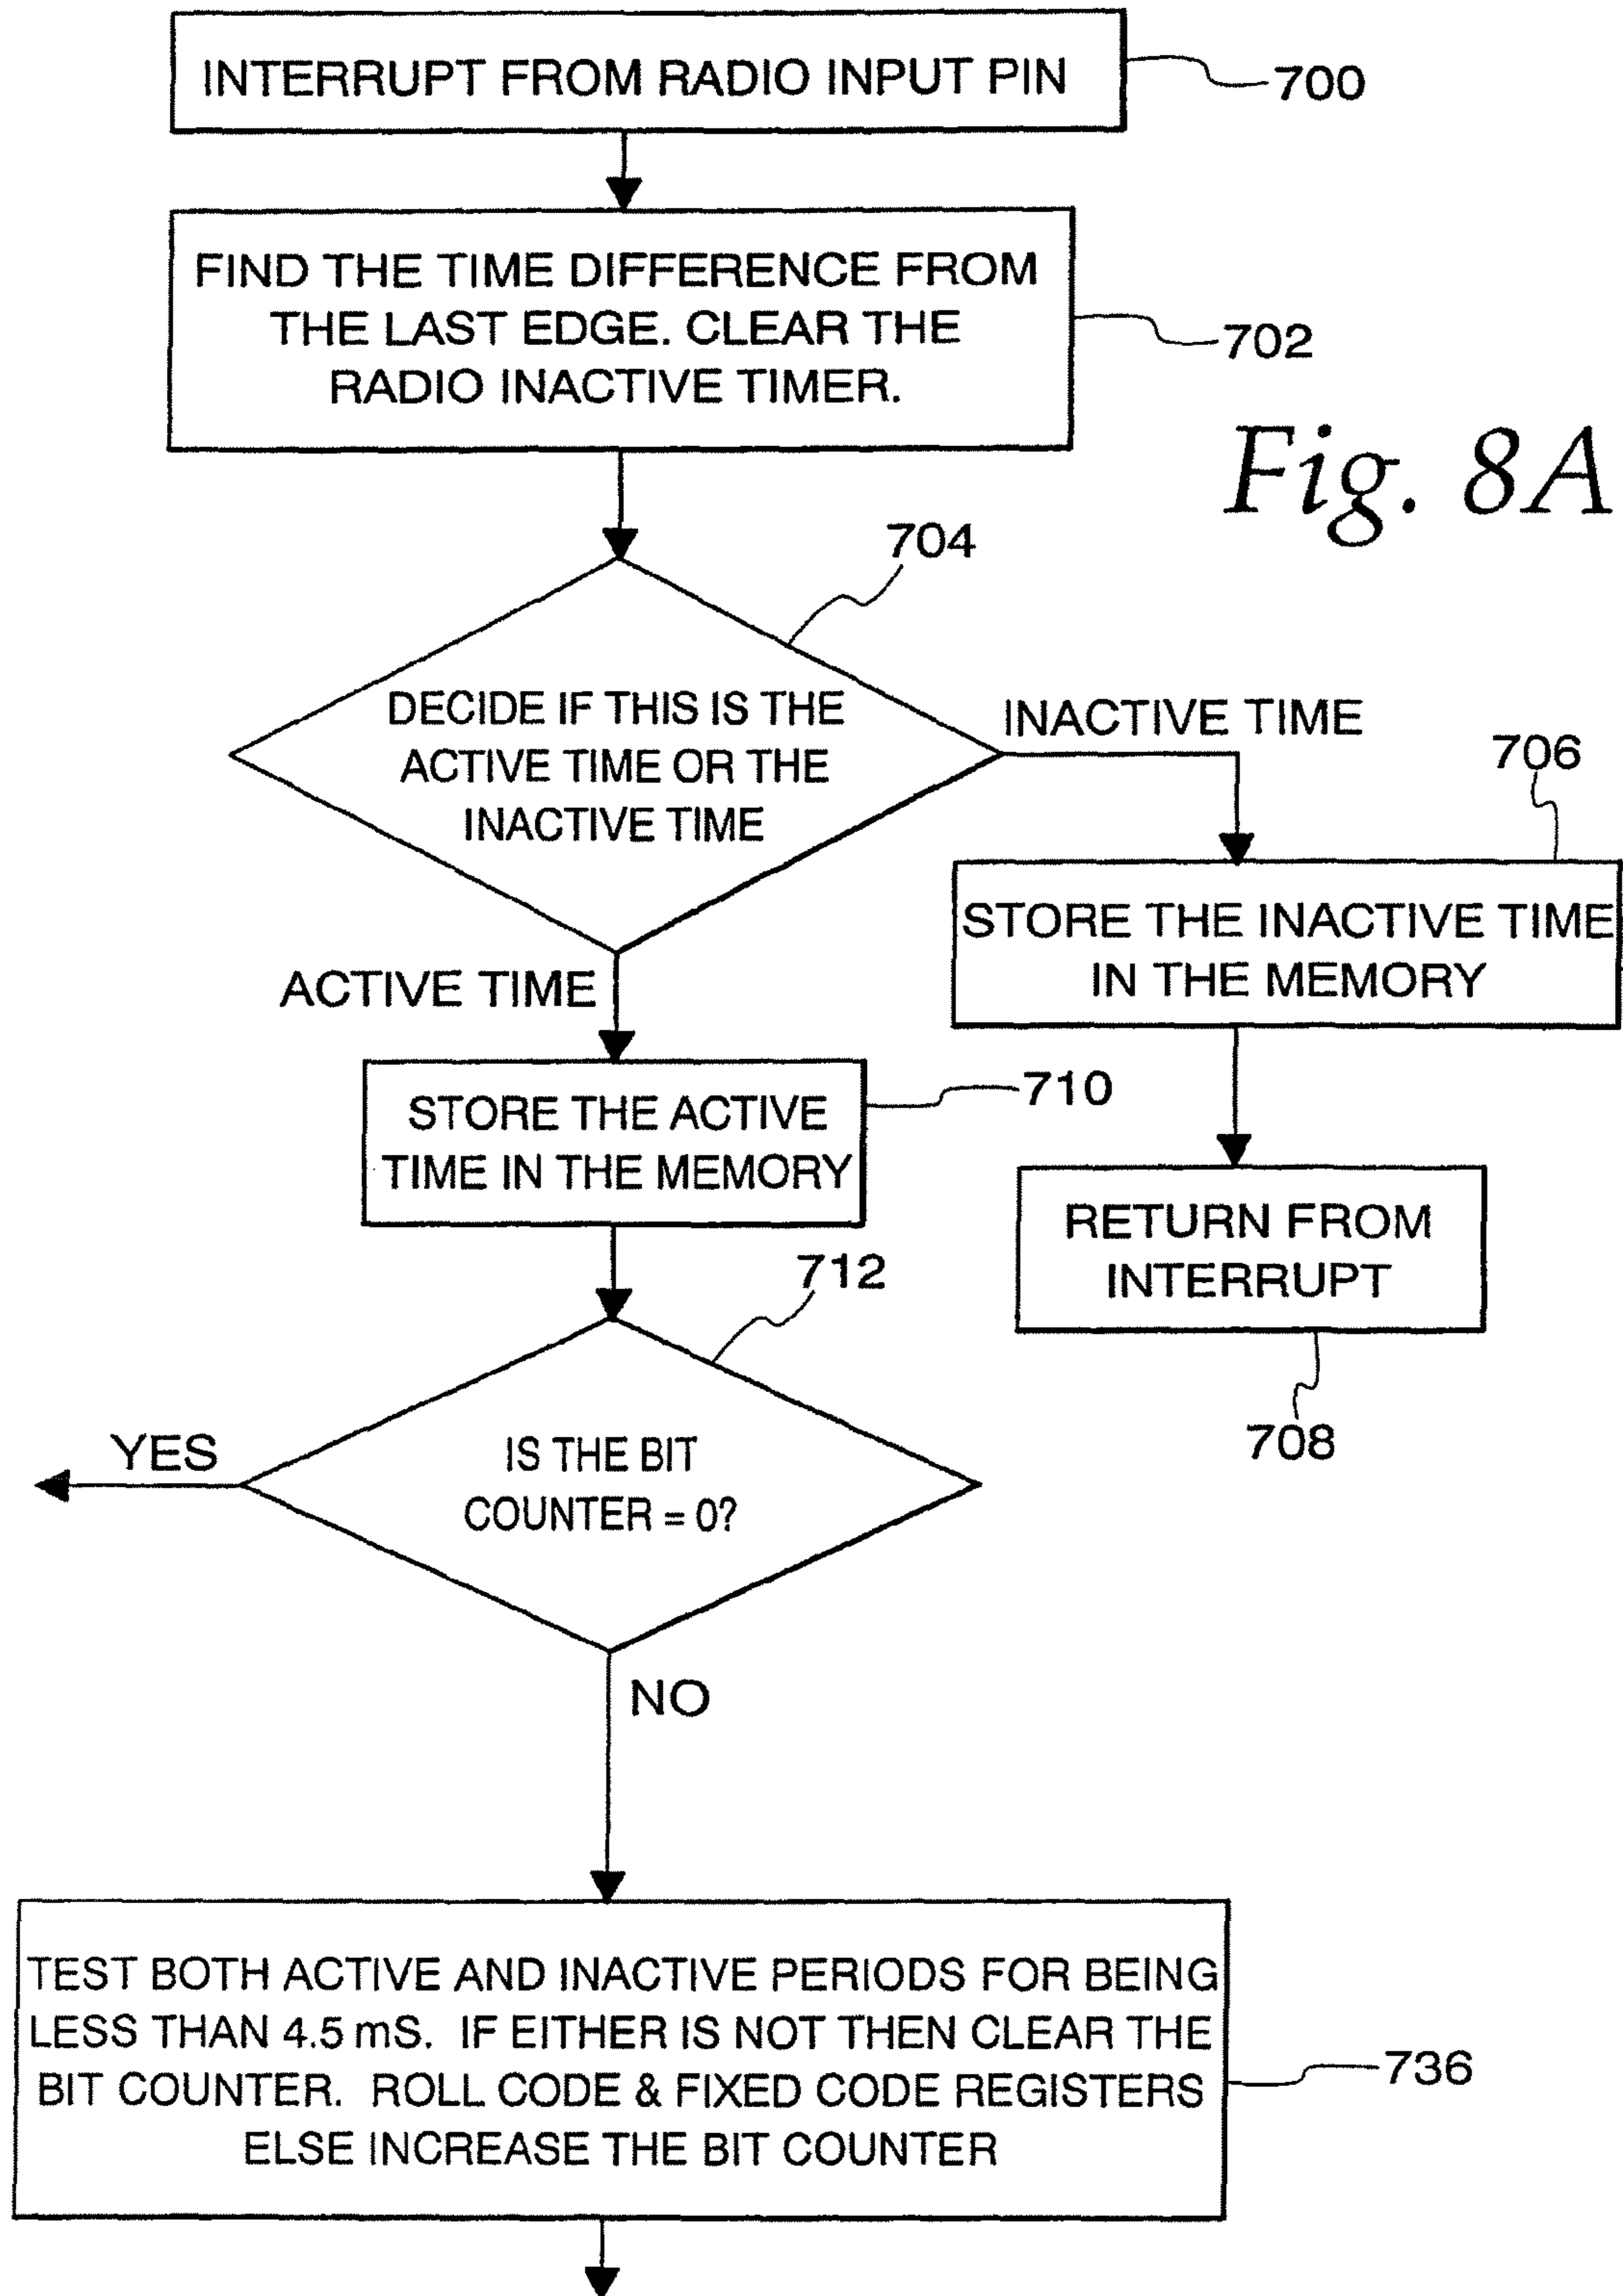 INTERRUPT FROM RADIO INPUT PIN
700
FIND THE TIME DIFFERENCE FROM
THE LAST EDGE. CLEAR THE
RADIO INACTIVE TIMER.
702
Fig. 8A
704
DECIDE IF THIS IS THE
ACTIVE TIME OR THE
INACTIVE TIME
INACTIVE TIME
706
STORE THE INACTIVE TIME
IN THE MEMORY
ACTIVE TIME
710
STORE THE ACTIVE
TIME IN THE MEMORY
RETURN FROM
INTERRUPT
708
712
YES
IS THE BIT
COUNTER = 0?
NO
TEST BOTH ACTIVE AND INACTIVE PERIODS FOR BEING
LESS THAN 4.5 mS. IF EITHER IS NOT THEN CLEAR THE
BIT COUNTER. ROLL CODE & FIXED CODE REGISTERS
ELSE INCREASE THE BIT COUNTER
736